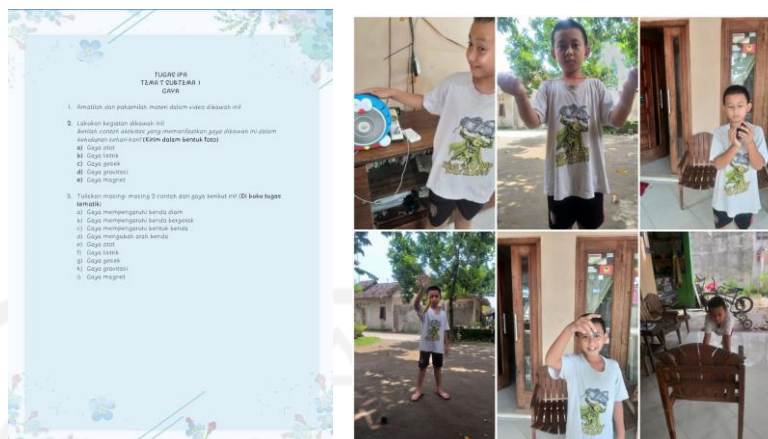 TUGAS IPA
TEMA 7 SUBTEMA 1
GAYA
1. Amatilah dan pahamilah materi dalam video dibawah ini!
2. Lakukan kegiatan dibawah ini!
Berilah contoh aktivitas yang memanfaatkan gaya dibawah ini dalam
kehidupan sehari-hari! (Kirim dalam bentuk foto)
a) Gaya otot
b) Gaya listrik
c) Gaya gesek
d) Gaya gravitasi
e) Gaya magnet
3. Tuliskan masing- masing 2 contoh dari gaya berikut ini! (Di buku tugas
tematik)
a) Gaya mempengaruhi benda diam
b) Gaya mempengaruhi benda bergerak
c) Gaya mempengaruhi bentuk benda
d) Gaya mengubah arah benda
e) Gaya otot
f) Gaya listrik
g) Gaya gesek
h) Gaya gravitasi
i) Gaya magnet